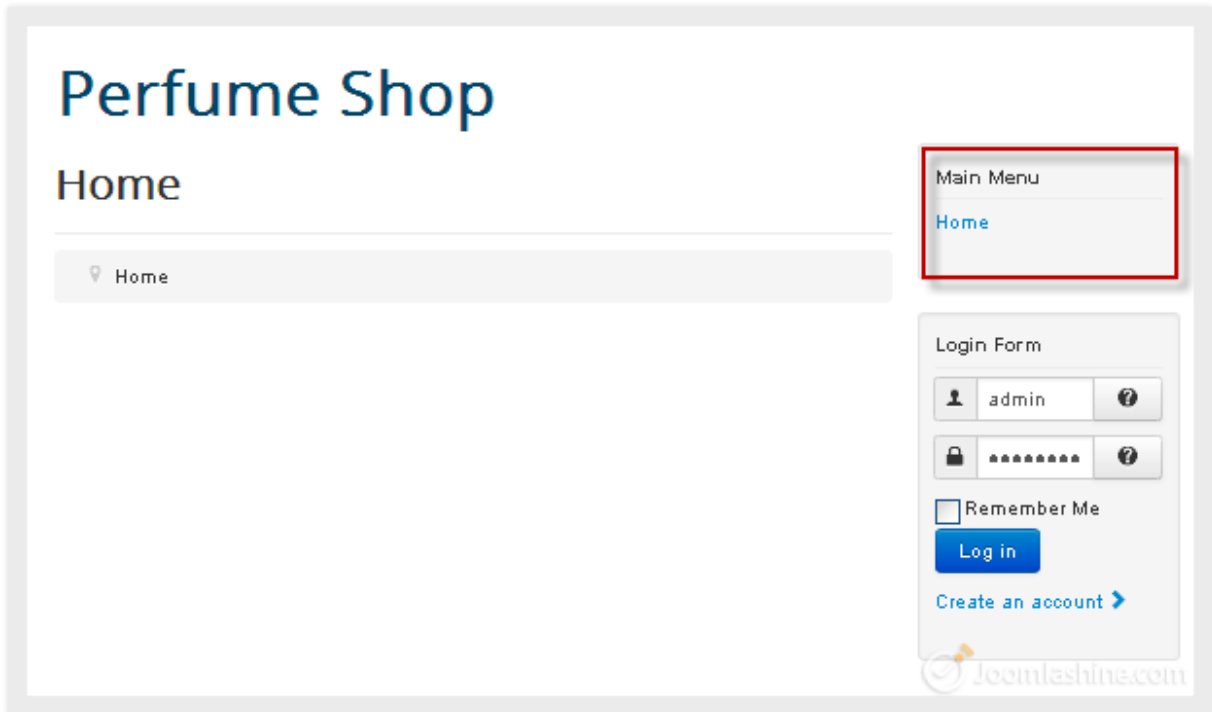 Perfume Shop
Home
Home
Main Menu
Home
Login Form
admin
Remember Me
Log in
Create an account
Joomlashine.com